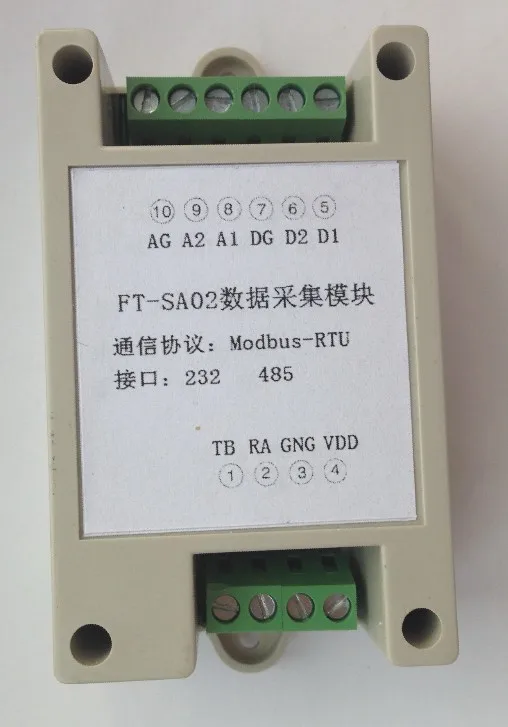 ⑩ ⑨ ⑧ ⑦ ⑥ ⑤
AG A2 A1 DG D2 D1
FT-SA02数据采集模块
通信协议: Modbus-RTU
接口: 232 485
TB RA GNG VDD
① ② ③ ④